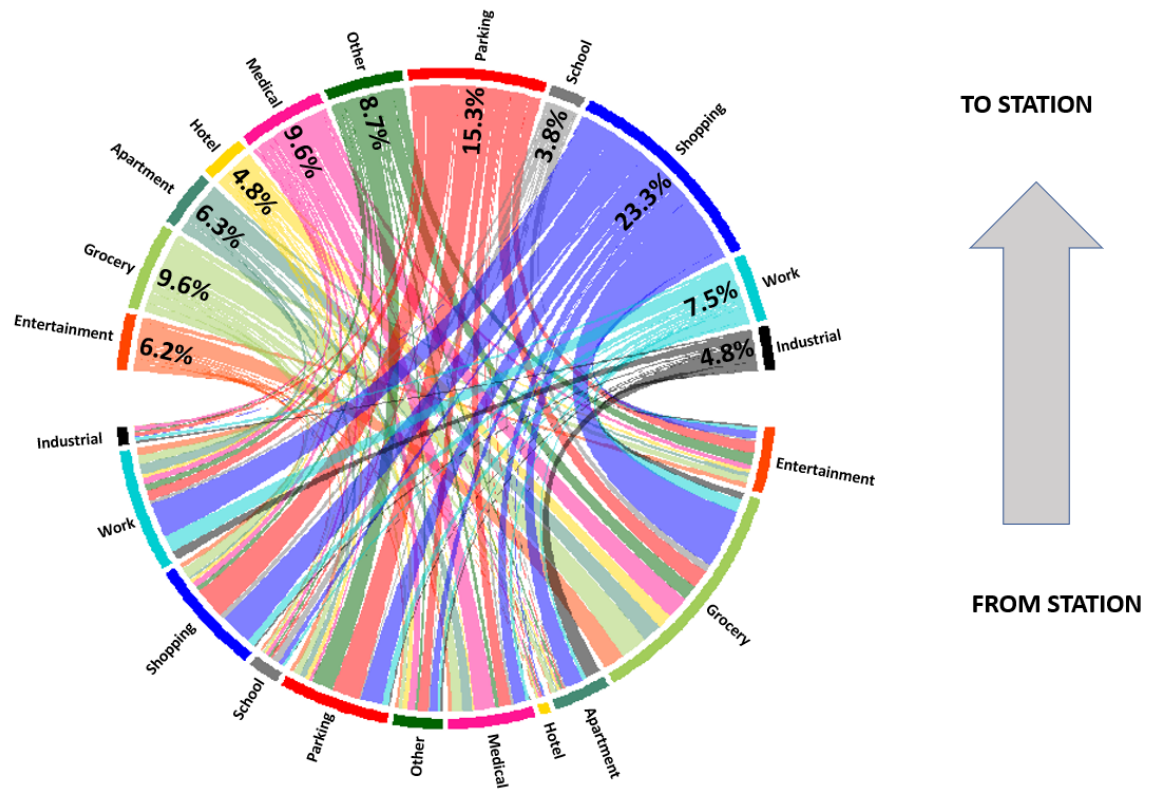 Other
Parking
School
Medical
Hotel
Apartment
Grocery
Entertainment
Shopping
Work
Industrial
6.2%
9.6%
6.3%
4.8%
9.6%
8.7%
15.3%
3.8%
23.3%
7.5%
4.8%
Industrial
Work
Shopping
School
Parking
Other
Medical
Hotel
Apartment
Grocery
Entertainment
TO STATION
FROM STATION